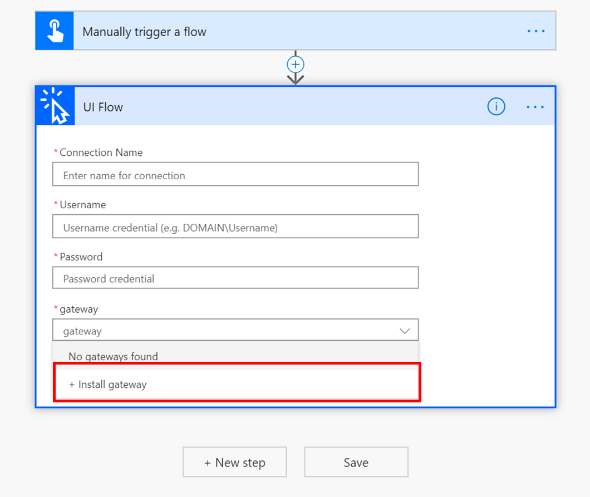 Manually trigger a flow
UI Flow
* Connection Name
Enter name for connection
* Username
Username credential (e.g. DOMAIN\Username)
* Password
Password credential
* gateway
gateway
No gateways found
+ Install gateway
+ New step
Save